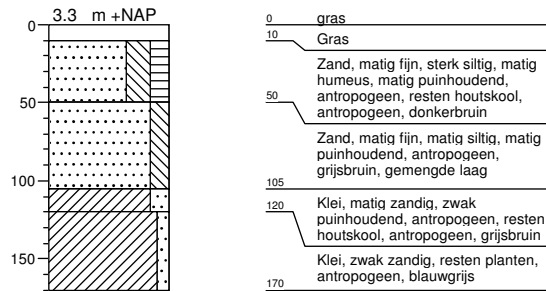 3.3 m +NAP
0
50
100
150
0 gras
10 Gras
Zand, matig fijn, sterk siltig, matig
humeus, matig puinhoudend,
antropogeen, resten houtskool,
antropogeen, donkerbruin
50
Zand, matig fijn, matig siltig, matig
puinhoudend, antropogeen,
grijsbruin, gemengde laag
105
Klei, matig zandig, zwak
puinhoudend, antropogeen, resten
houtskool, antropogeen, grijsbruin
120
Klei, zwak zandig, resten planten,
antropogeen, blauwgrijs
170